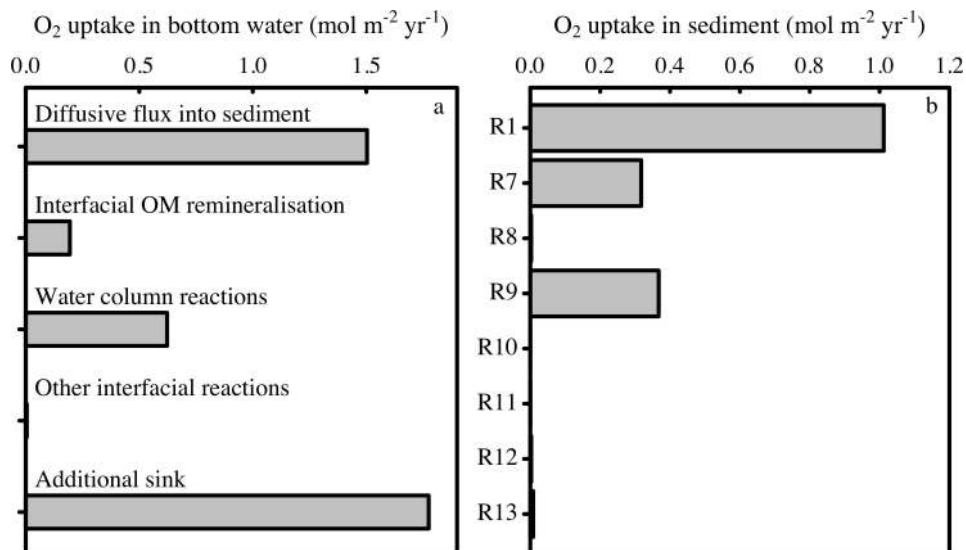 O₂ uptake in bottom water (mol m⁻² yr⁻¹)
0.0 0.5 1.0 1.5
a
Diffusive flux into sediment
Interfacial OM remineralisation
Water column reactions
Other interfacial reactions
Additional sink
O₂ uptake in sediment (mol m⁻² yr⁻¹)
0.0 0.2 0.4 0.6 0.8 1.0 1.2
b
R1
R7
R8
R9
R10
R11
R12
R13